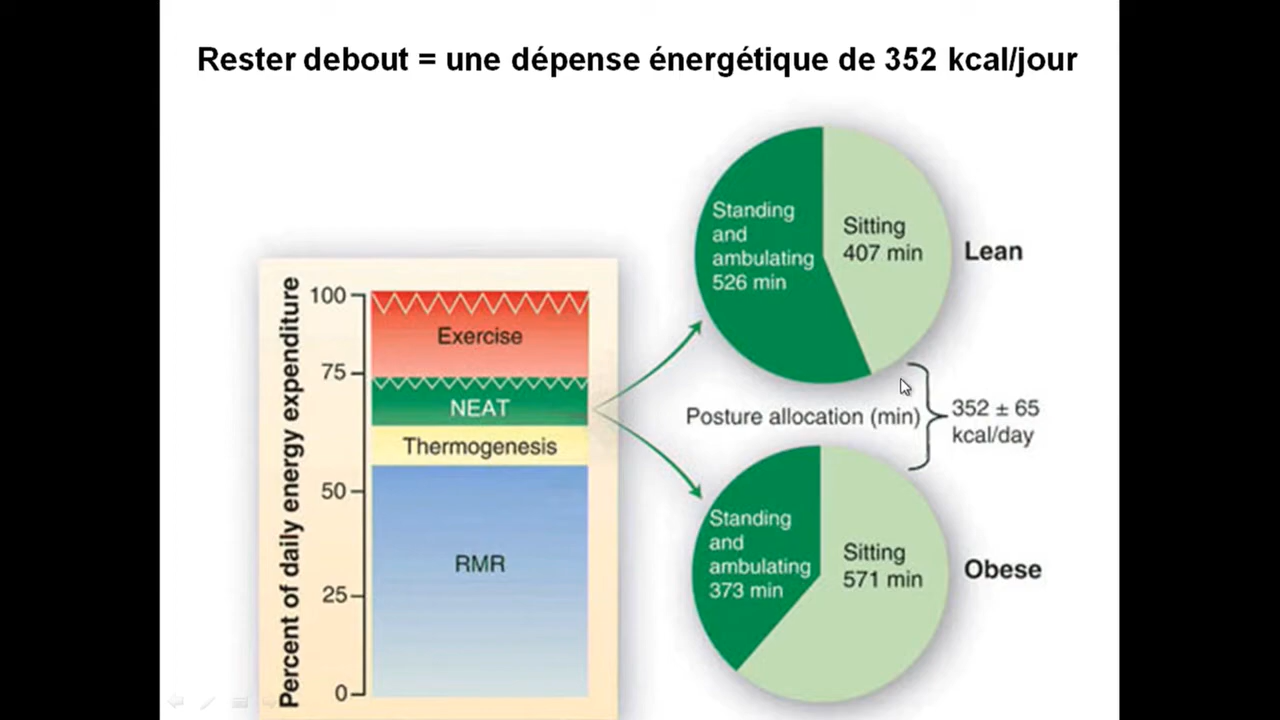 Rester debout = une dépense énergétique de 352 kcal/jour
Percent of daily energy expenditure
100
75
50
25
0
Exercise
NEAT
Thermogenesis
RMR
Standing
and
ambulating
526 min
Sitting
407 min
Lean
Posture allocation (min)
352 ± 65
kcal/day
Standing
and
ambulating
373 min
Sitting
571 min
Obese